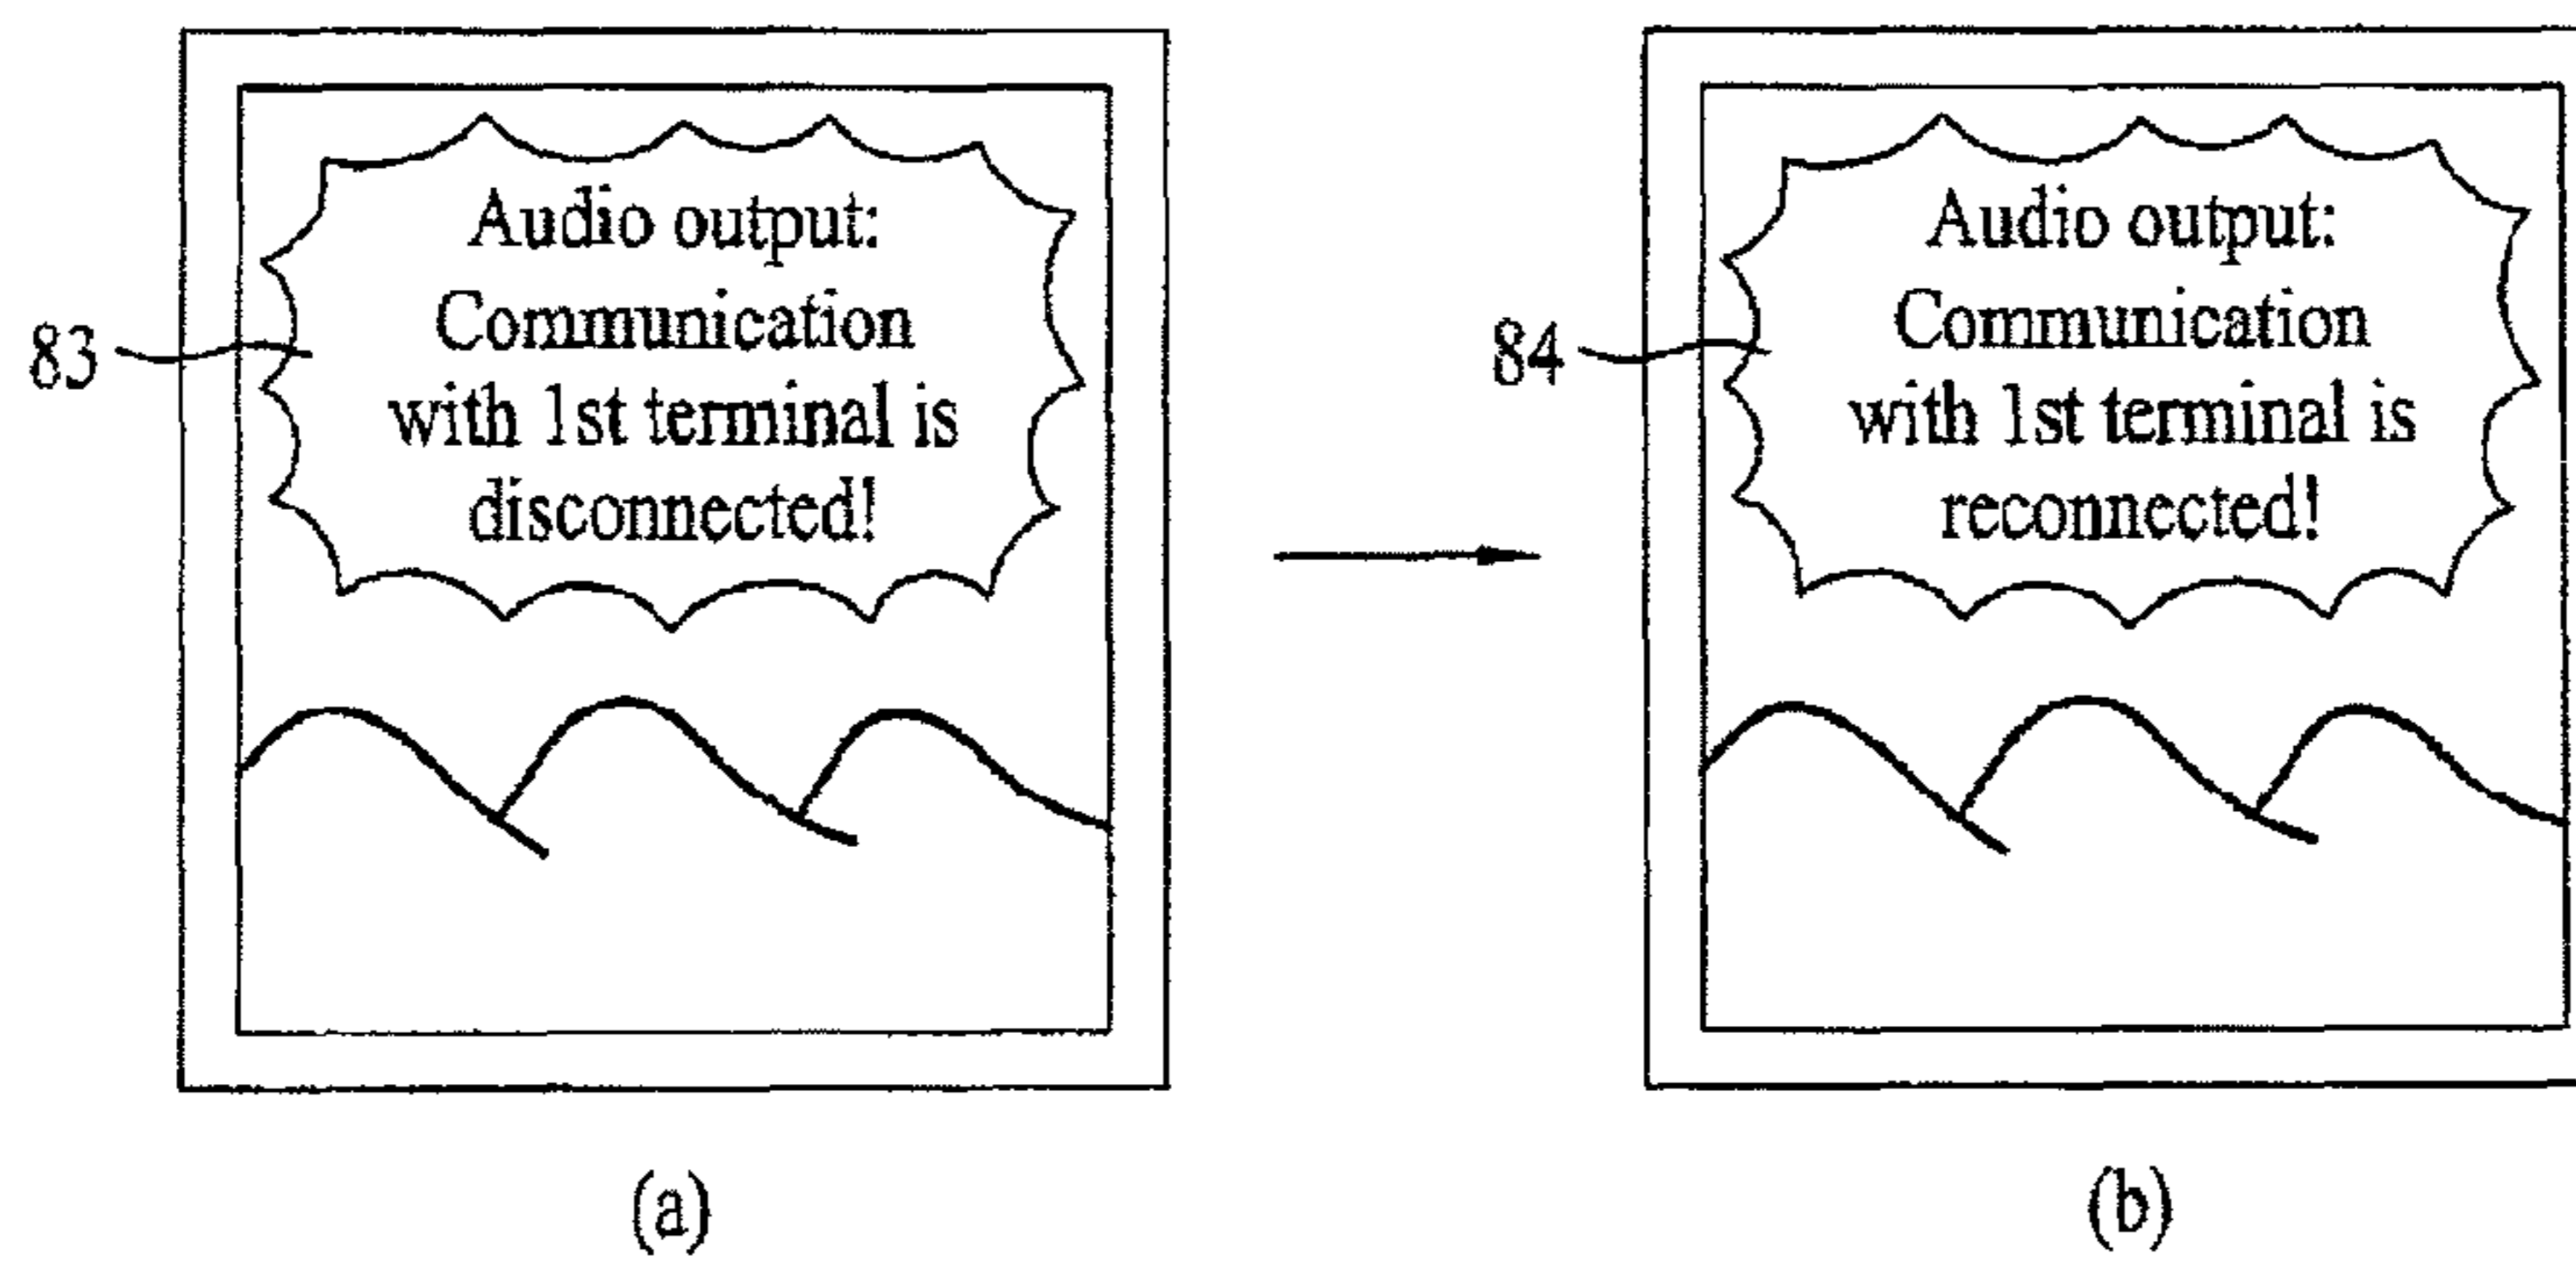 Audio output:
Communication
with 1st terminal is
disconnected!
83
(a)
Audio output:
Communication
with 1st terminal is
reconnected!
84
(b)